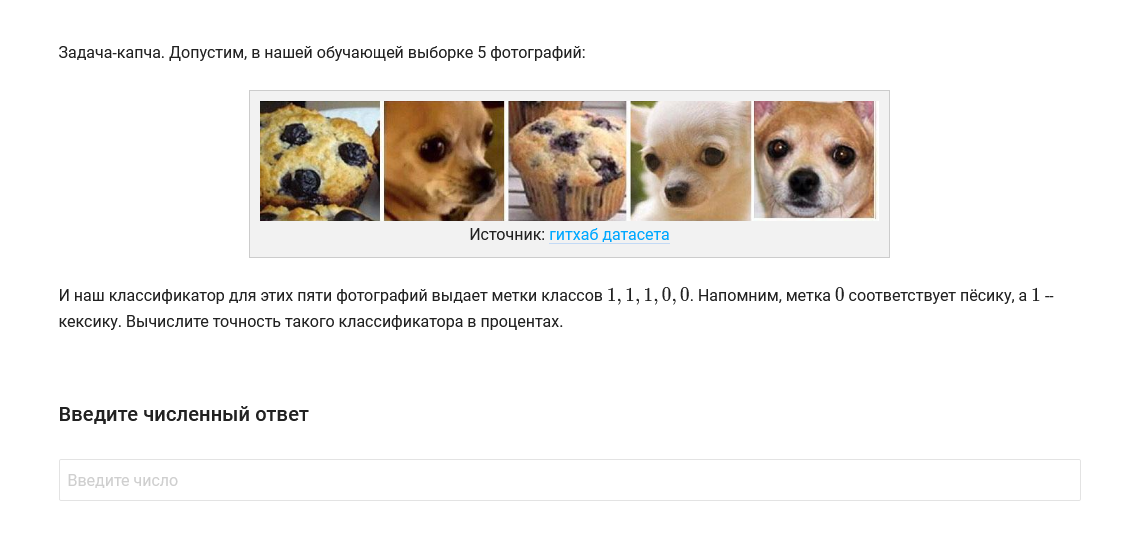 Задача-капча. Допустим, в нашей обучающей выборке 5 фотографий:
Источник: гитхаб датасета
И наш классификатор для этих пяти фотографий выдает метки классов 1, 1, 1, 0, 0. Напомним, метка 0 соответствует пёсику, а 1 --
кексику. Вычислите точность такого классификатора в процентах.
Введите численный ответ
Введите число